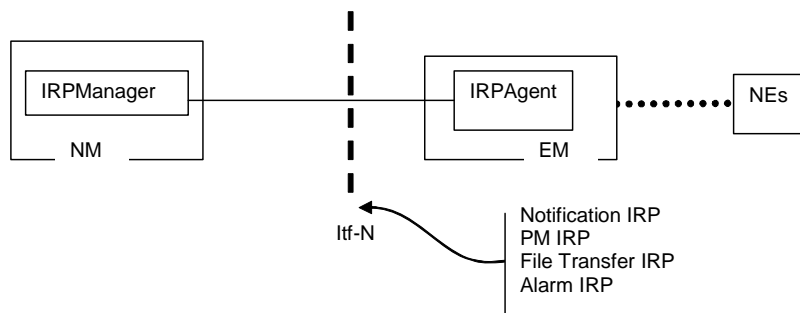 IRPManager
NM
IRPAgent
EM
NEs
Itf-N
Notification IRP
PM IRP
File Transfer IRP
Alarm IRP